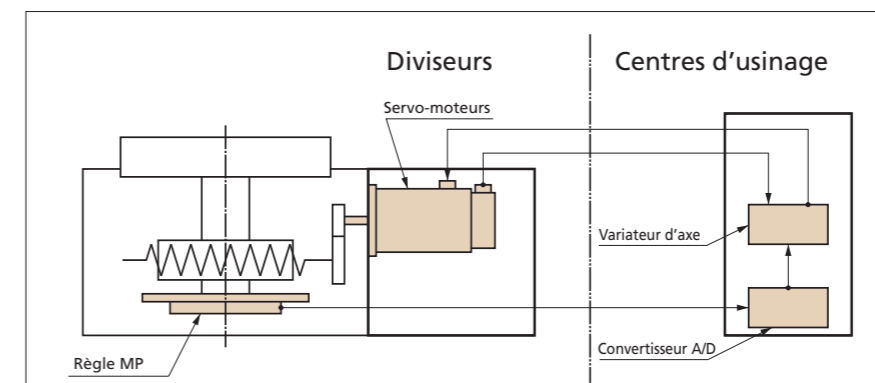 Diviseurs
Centres d’usinage
Servo-moteurs
Variateur d’axe
Convertisseur A/D
Règle MP